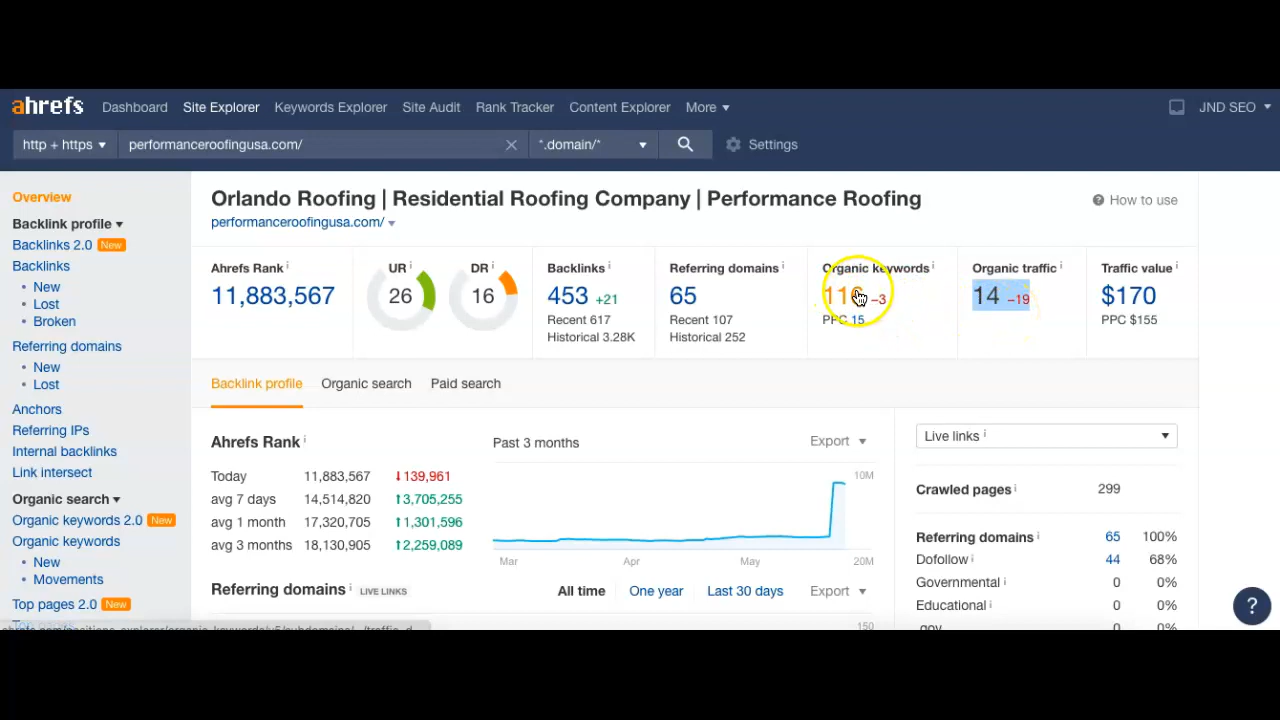 ahrefs Dashboard Site Explorer Keywords Explorer Site Audit Rank Tracker Content Explorer More JND SEO
http + https performanceroofingusa.com/ *.domain/* Settings
Overview
Backlink profile
Backlinks 2.0 New
Backlinks
• New
• Lost
• Broken
Referring domains
• New
• Lost
Anchors
Referring IPs
Internal backlinks
Link intersect
Organic search
Organic keywords 2.0 New
Organic keywords
• New
• Movements
Top pages 2.0 New
Orlando Roofing | Residential Roofing Company | Performance Roofing
How to use
performanceroofingusa.com/
Ahrefs Rank
11,883,567
UR
26
DR
16
Backlinks
453 +21
Recent 617
Historical 3.28K
Referring domains
65
Recent 107
Historical 252
Organic keywords
116 −3
PPC 15
Organic traffic
14 −19
Traffic value
$170
PPC $155
Backlink profile Organic search Paid search
Ahrefs Rank
Today 11,883,567 ↓139,961
avg 7 days 14,514,820 ↑3,705,255
avg 1 month 17,320,705 ↑1,301,596
avg 3 months 18,130,905 ↑2,259,089
Past 3 months Export
10M
Mar Apr May
20M
Referring domains LIVE LINKS All time One year Last 30 days Export
150
Live links
Crawled pages 299
Referring domains 65 100%
Dofollow 44 68%
Governmental 0 0%
Educational 0 0%
.gov 0 0%
?